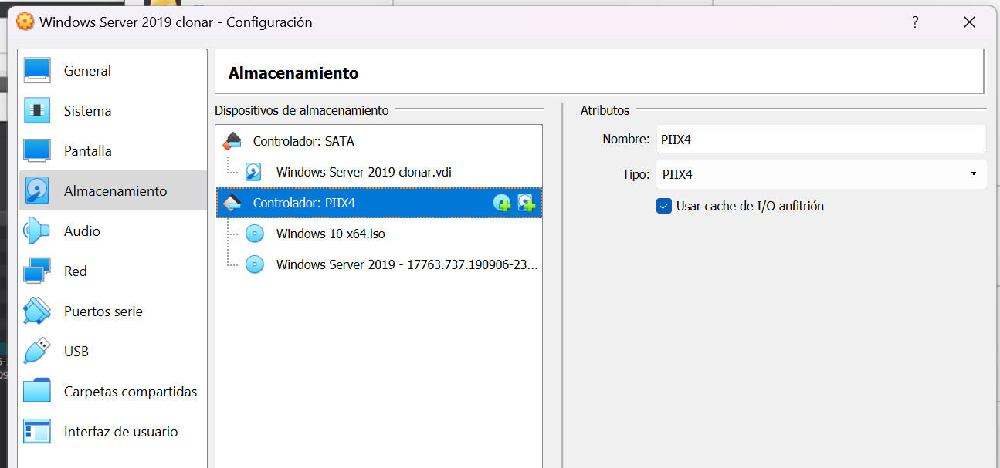 Windows Server 2019 clonar - Configuración
?
General
Sistema
Pantalla
Almacenamiento
Audio
Red
Puertos serie
USB
Carpetas compartidas
Interfaz de usuario
Almacenamiento
Dispositivos de almacenamiento
Controlador: SATA
Windows Server 2019 clonar.vdi
Controlador: PIIX4
Windows 10 x64.iso
Windows Server 2019 - 17763.737.190906-23...
Atributos
Nombre: PIIX4
Tipo: PIIX4
Usar cache de I/O anfitrión